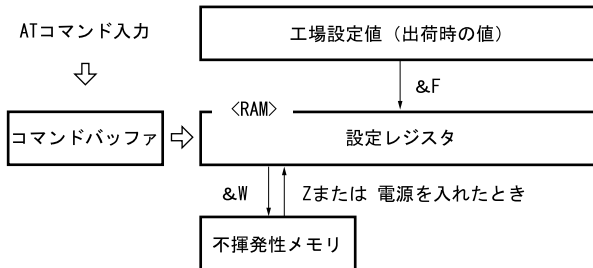 ATコマンド入力
工場設定値（出荷時の値）
&F
<RAM>
コマンドバッファ
設定レジスタ
&W
Zまたは 電源を入れたとき
不揮発性メモリ